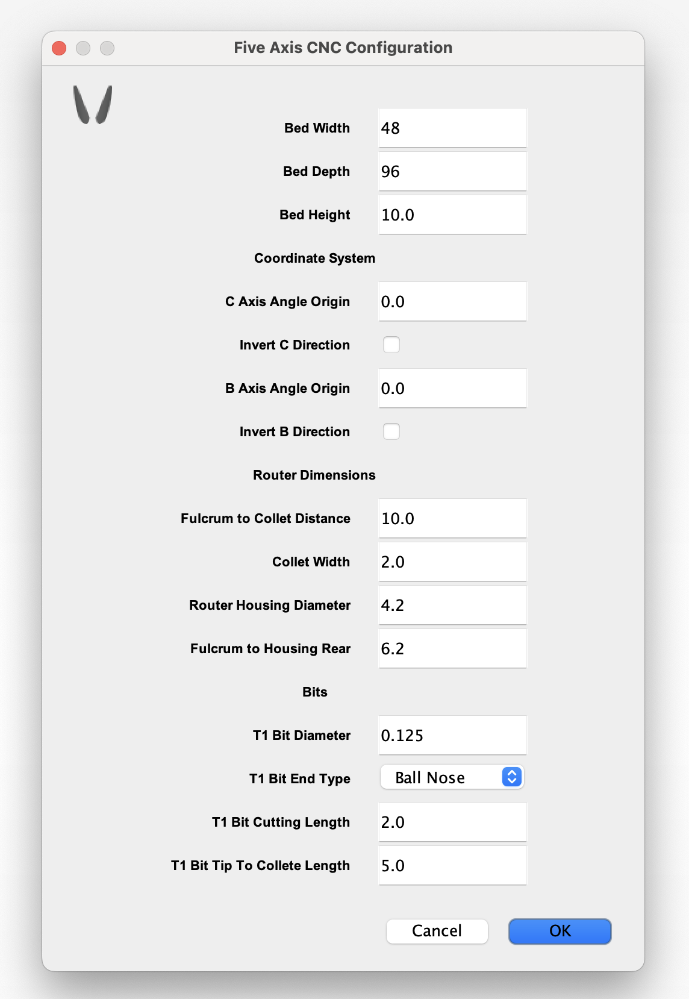 Five Axis CNC Configuration
Bed Width 48
Bed Depth 96
Bed Height 10.0
Coordinate System
C Axis Angle Origin 0.0
Invert C Direction
B Axis Angle Origin 0.0
Invert B Direction
Router Dimensions
Fulcrum to Collet Distance 10.0
Collet Width 2.0
Router Housing Diameter 4.2
Fulcrum to Housing Rear 6.2
Bits
T1 Bit Diameter 0.125
T1 Bit End Type Ball Nose
T1 Bit Cutting Length 2.0
T1 Bit Tip To Collete Length 5.0
Cancel OK